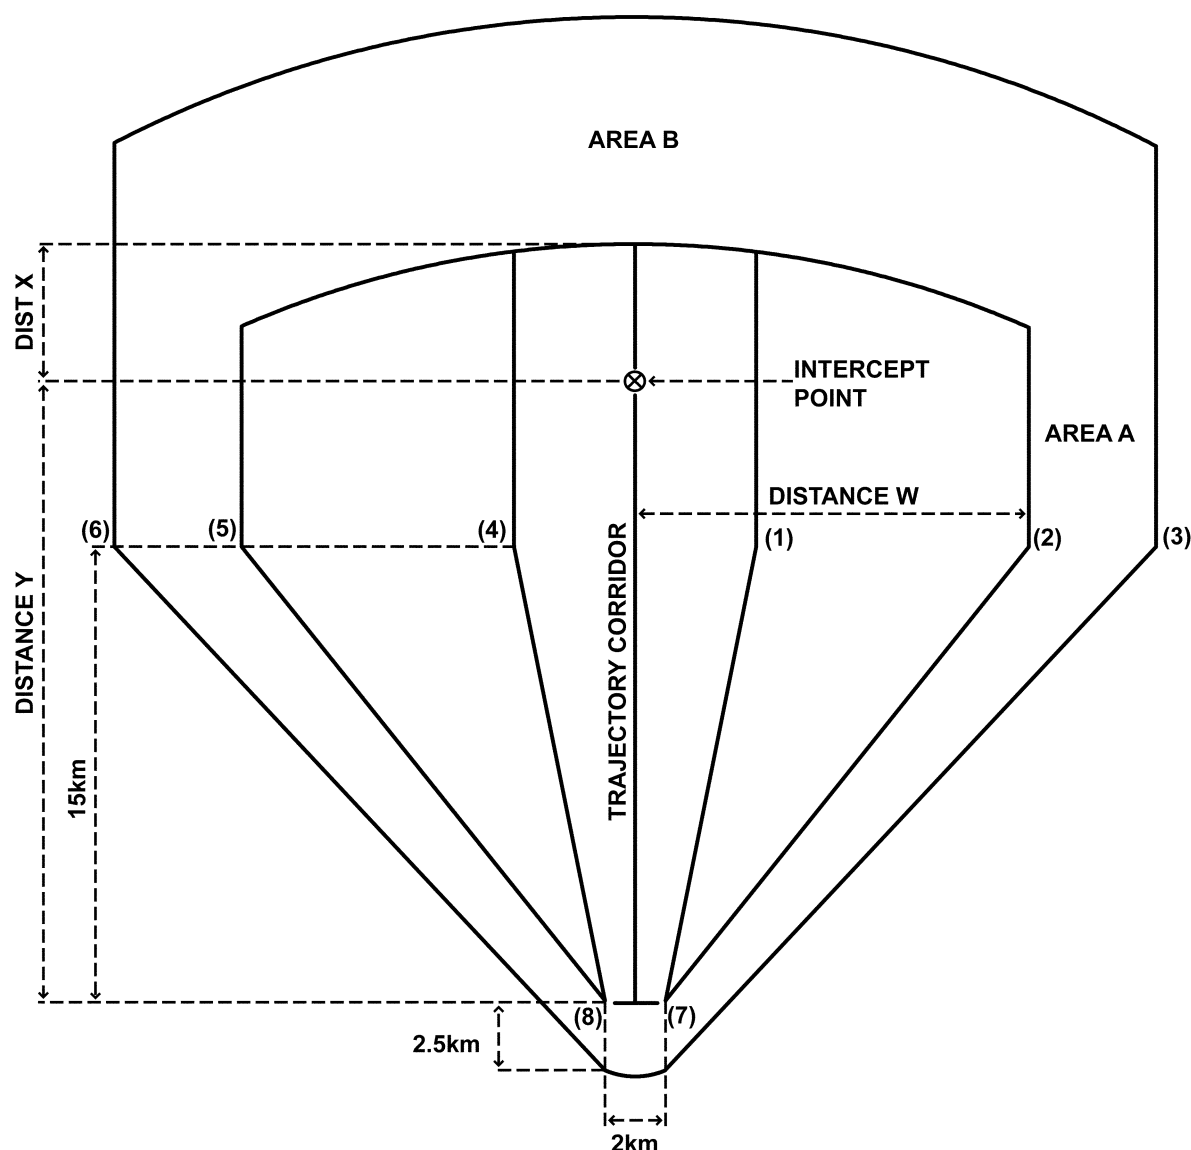 AREA B
DIST X
INTERCEPT
POINT
AREA A
DISTANCE W
(6)
(5)
(4)
(1)
(2)
(3)
TRAJECTORY CORRIDOR
DISTANCE Y
15km
(8)
(7)
2.5km
2km